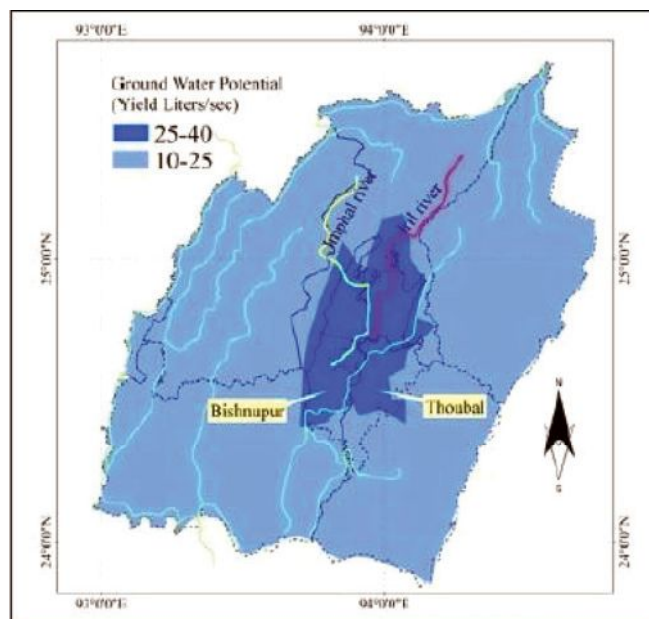 93°0'0"E
94°0'0"E
Ground Water Potential
(Yield Liters/sec)
25-40
10-25
Imphal river
Iril river
25°0'0"N
25°0'0"N
N
Bishnupur
Thoubal
24°0'0"N
24°0'0"N
93°0'0"E
94°0'0"E